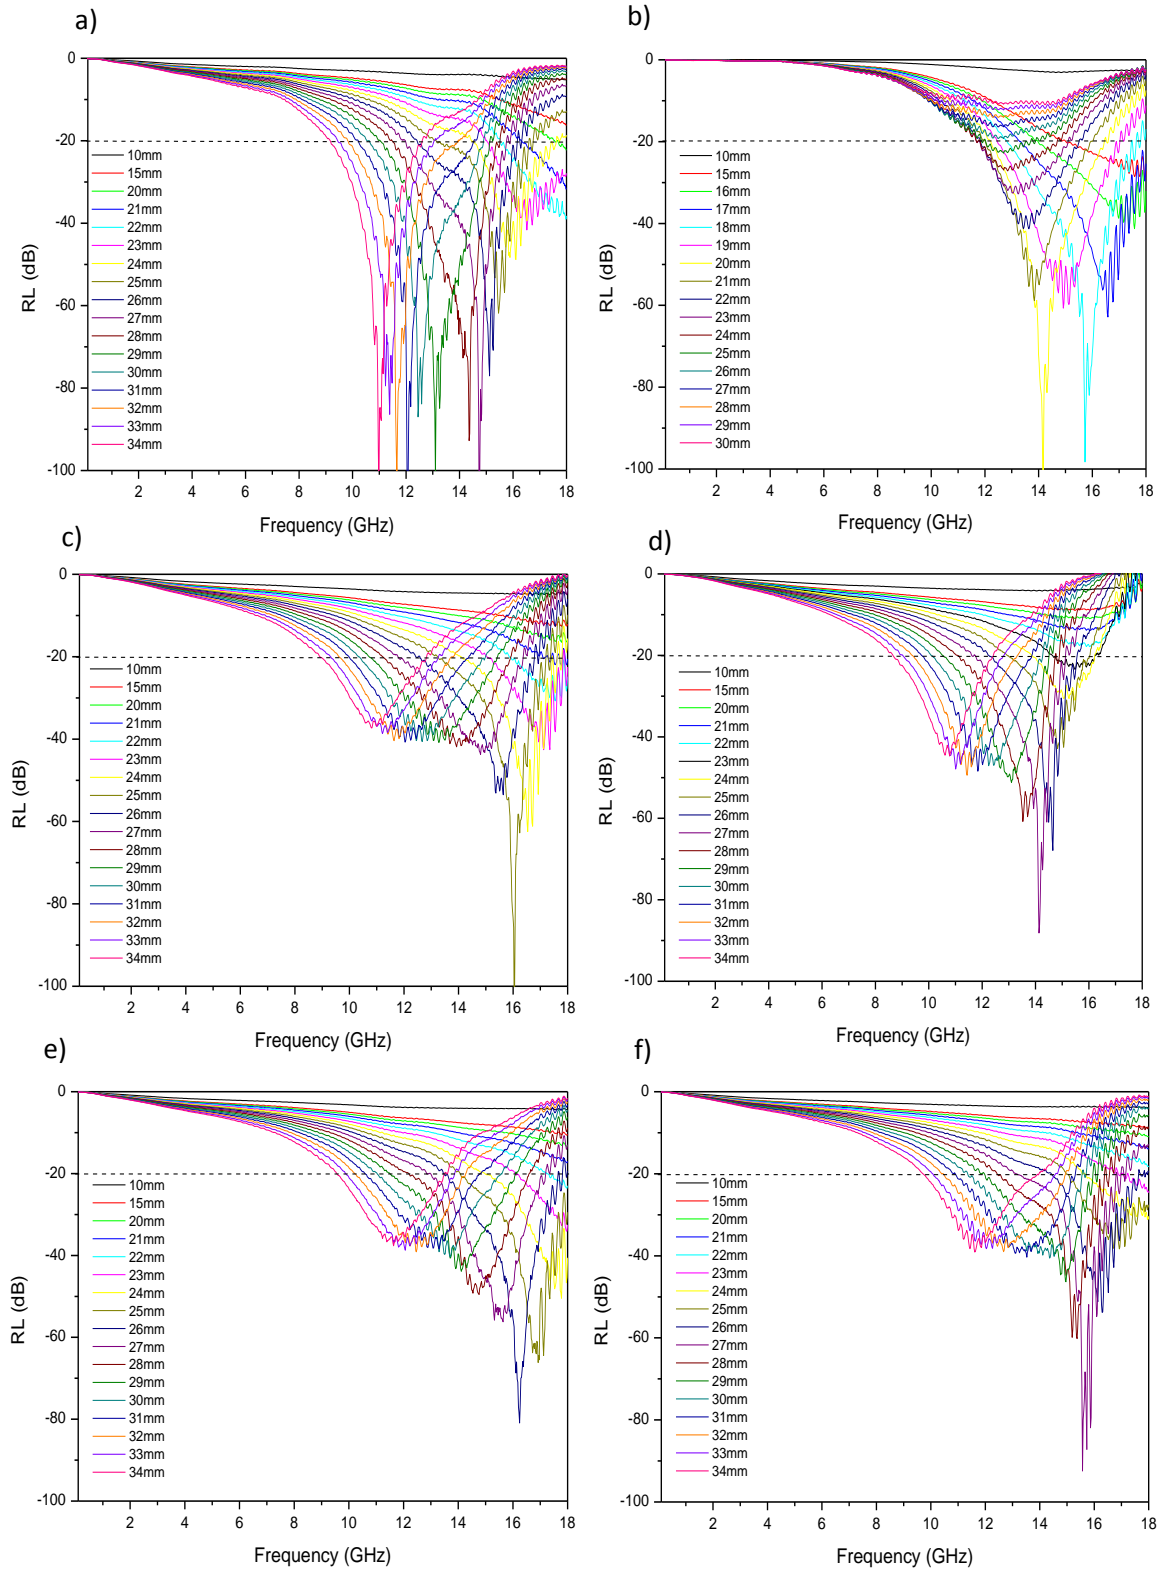 a)
0
-20
-40
-60
-80
-100
RL (dB)
10mm
15mm
20mm
21mm
22mm
23mm
24mm
25mm
26mm
27mm
28mm
29mm
30mm
31mm
32mm
33mm
34mm
2 4 6 8 10 12 14 16 18
Frequency (GHz)
b)
0
-20
-40
-60
-80
-100
RL (dB)
10mm
15mm
16mm
17mm
18mm
19mm
20mm
21mm
22mm
23mm
24mm
25mm
26mm
27mm
28mm
29mm
30mm
2 4 6 8 10 12 14 16 18
Frequency (GHz)
c)
0
-20
-40
-60
-80
-100
RL (dB)
10mm
15mm
20mm
21mm
22mm
23mm
24mm
25mm
26mm
27mm
28mm
29mm
30mm
31mm
32mm
33mm
34mm
2 4 6 8 10 12 14 16 18
Frequency (GHz)
d)
0
-20
-40
-60
-80
-100
RL (dB)
10mm
15mm
20mm
21mm
22mm
23mm
24mm
25mm
26mm
27mm
28mm
29mm
30mm
31mm
32mm
33mm
34mm
2 4 6 8 10 12 14 16 18
Frequency (GHz)
e)
0
-20
-40
-60
-80
-100
RL (dB)
10mm
15mm
20mm
21mm
22mm
23mm
24mm
25mm
26mm
27mm
28mm
29mm
30mm
31mm
32mm
33mm
34mm
2 4 6 8 10 12 14 16 18
Frequency (GHz)
f)
0
-20
-40
-60
-80
-100
RL (dB)
10mm
15mm
20mm
21mm
22mm
23mm
24mm
25mm
26mm
27mm
28mm
29mm
30mm
31mm
32mm
33mm
34mm
2 4 6 8 10 12 14 16 18
Frequency (GHz)